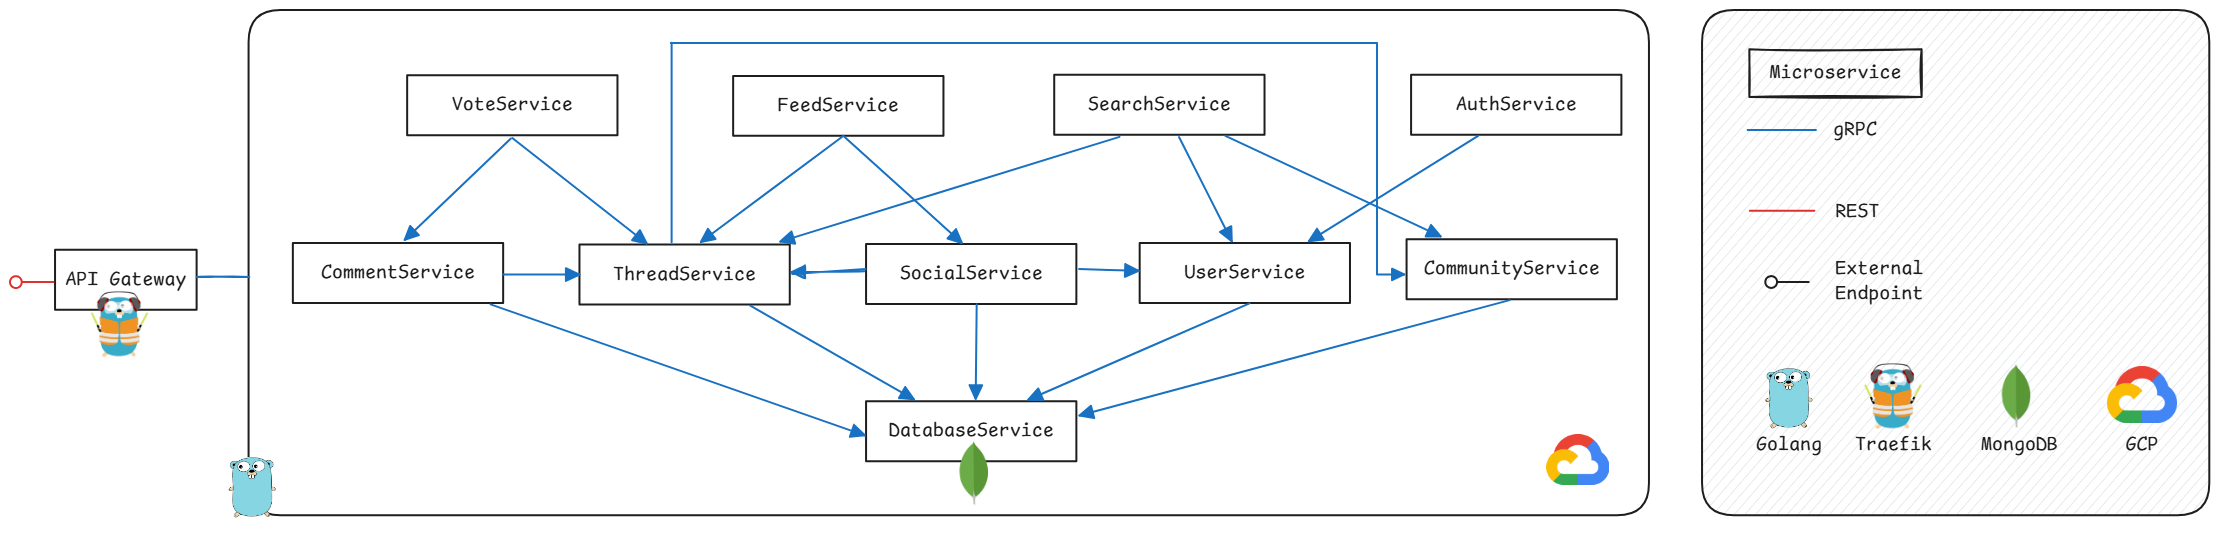 VoteService
FeedService
SearchService
AuthService
API Gateway
CommentService
ThreadService
SocialService
UserService
CommunityService
DatabaseService
Microservice
gRPC
REST
External
Endpoint
Golang
Traefik
MongoDB
GCP